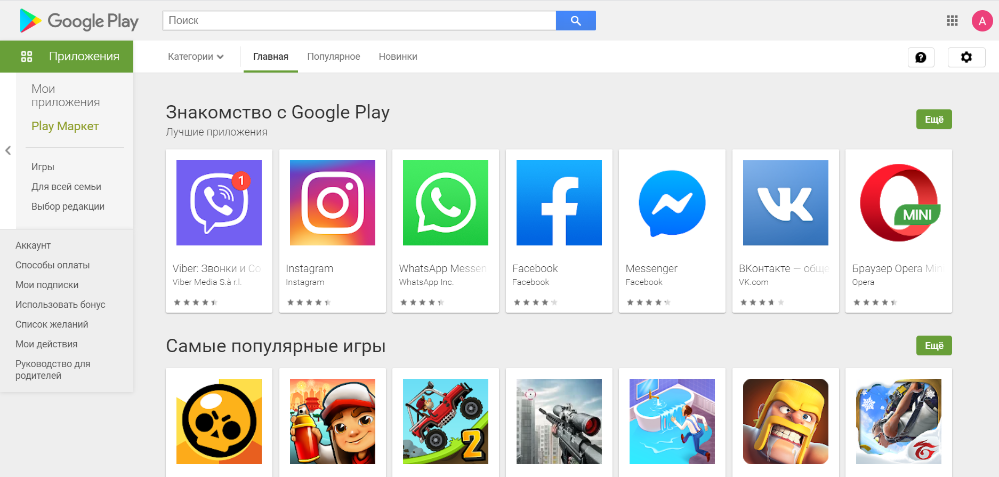 Google Play
Поиск
A
Приложения
Категории
Главная
Популярное
Новинки
Мои
приложения
Play Маркет
Игры
Для всей семьи
Выбор редакции
Аккаунт
Способы оплаты
Мои подписки
Использовать бонус
Список желаний
Мои действия
Руководство для
родителей
Знакомство с Google Play
Лучшие приложения
Ещё
1
MINI
Viber: Звонки и Со
Viber Media S.à r.l.
Instagram
Instagram
WhatsApp Messen
WhatsApp Inc.
Facebook
Facebook
Messenger
Facebook
ВКонтакте — обще
VK.com
Браузер Opera Mini
Opera
Самые популярные игры
Ещё
2